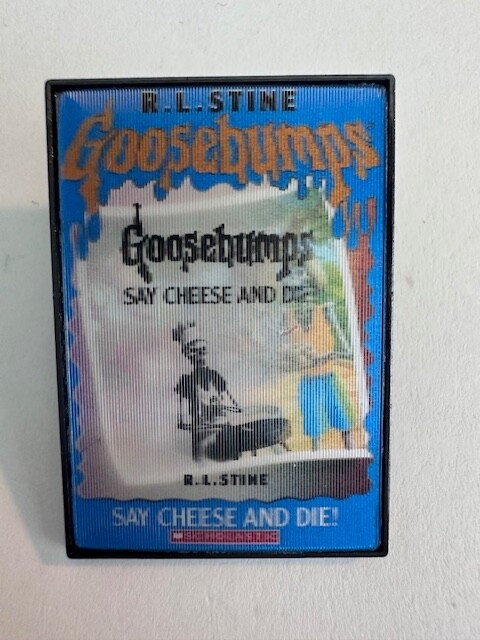 R.L.STINE
Goosebumps
Goosebumps
SAY CHEESE AND DIE!
R.L.STINE
SAY CHEESE AND DIE!
SCHOLASTIC